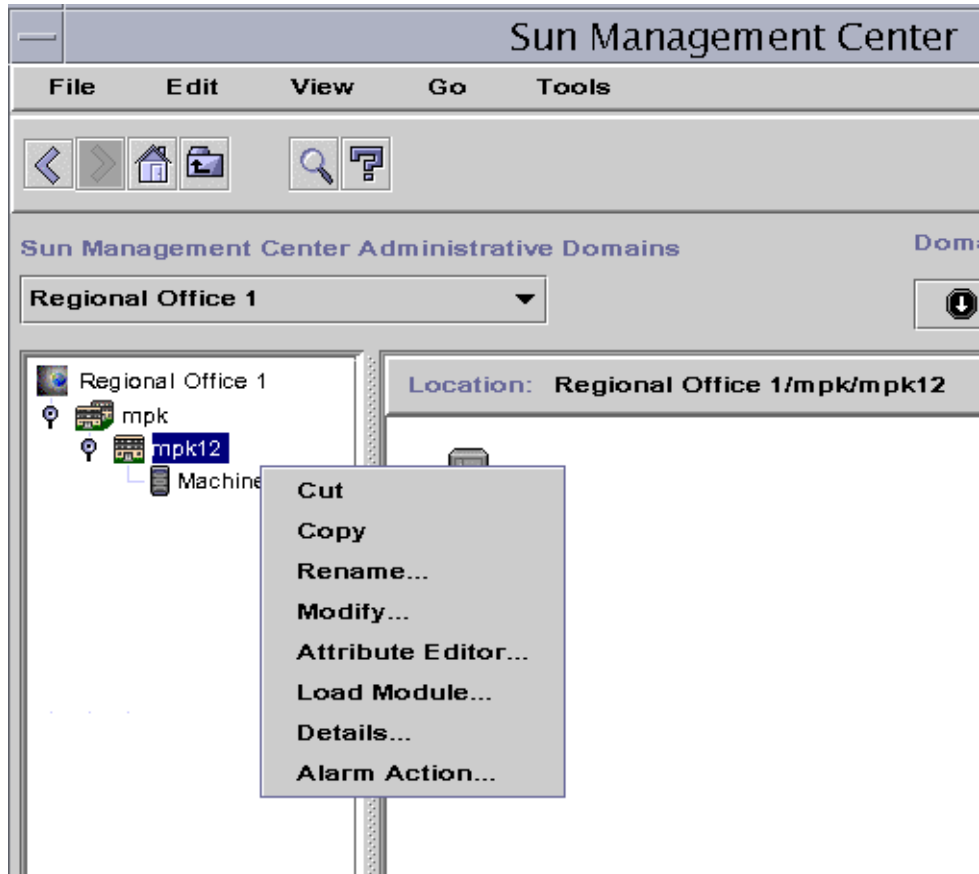 Sun Management Center
File Edit View Go Tools
Sun Management Center Administrative Domains
Doma
Regional Office 1
Regional Office 1
mpk
mpk12
Machine
Location: Regional Office 1/mpk/mpk12
Cut
Copy
Rename...
Modify...
Attribute Editor...
Load Module...
Details...
Alarm Action...